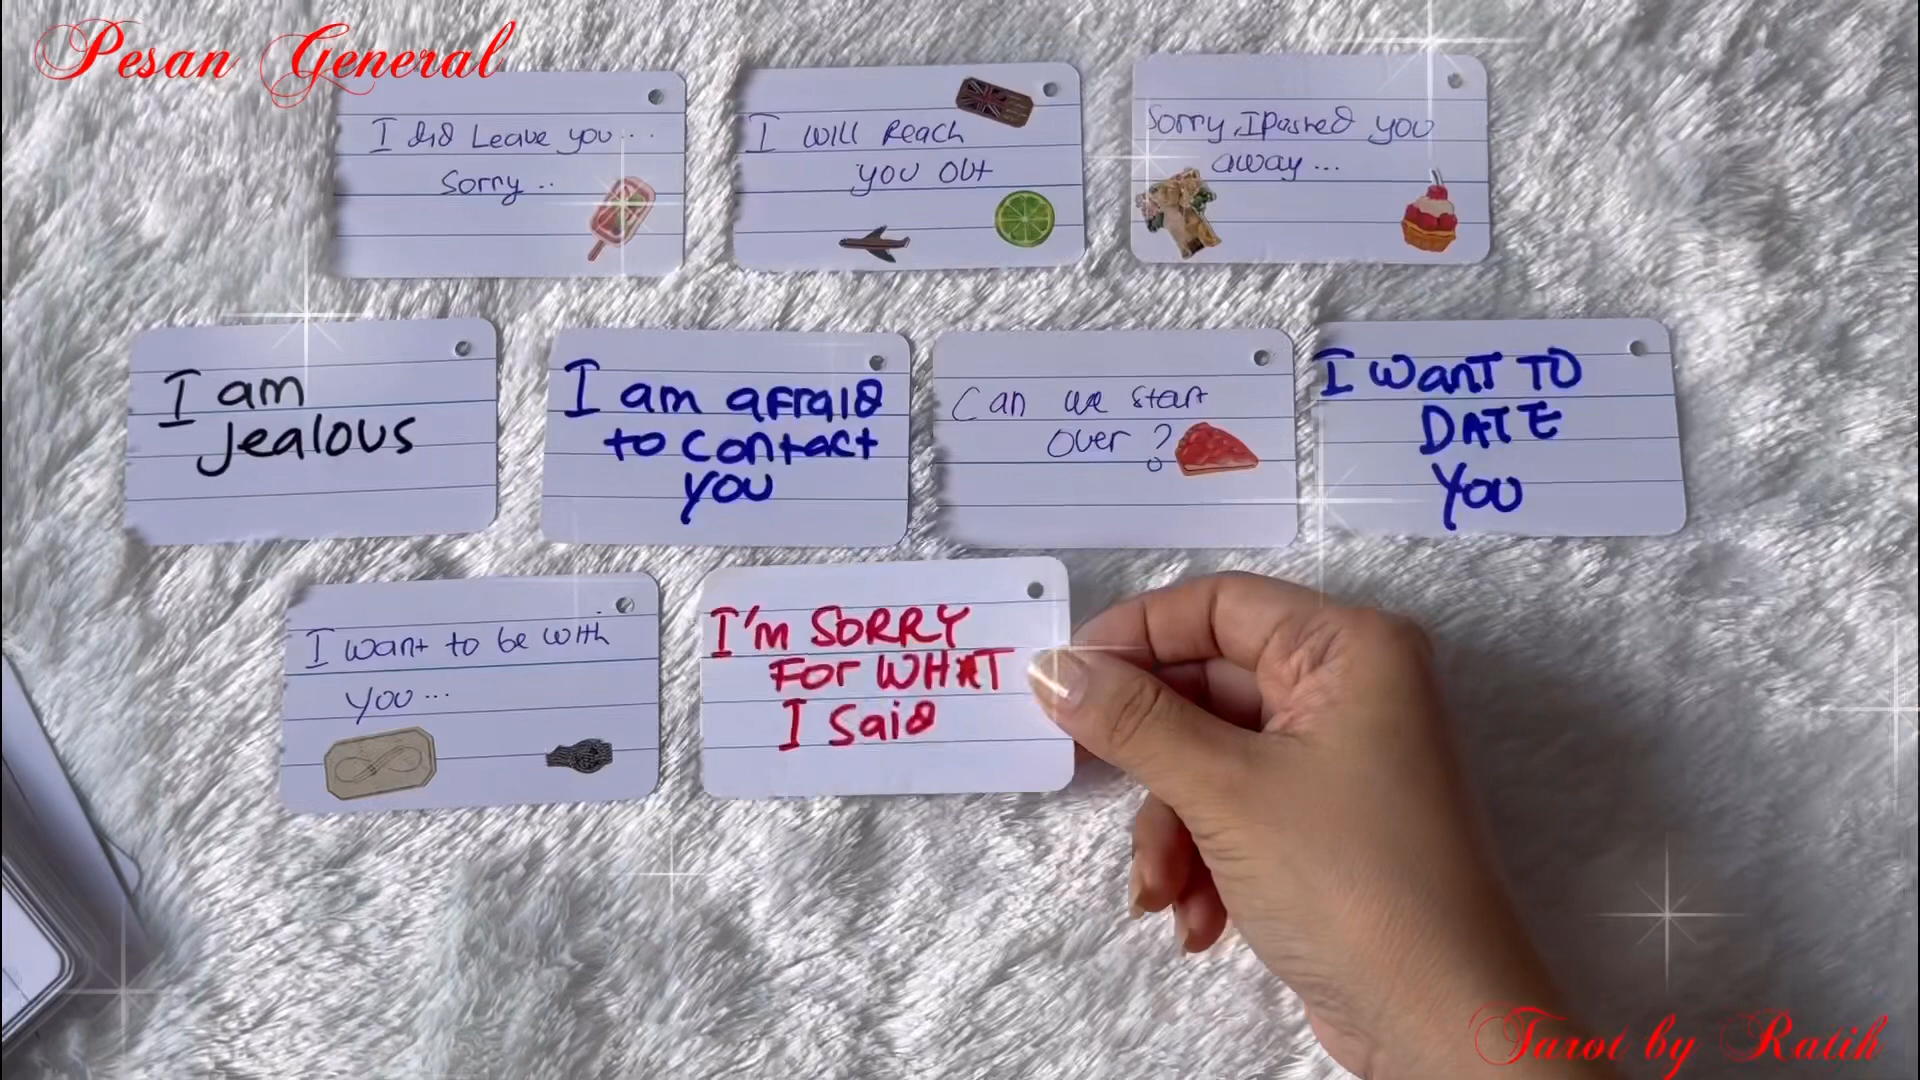 Pesan General
I did Leave you...
Sorry..
I will Reach
you out
Sorry, I pushed you
away...
I am
jealous
I am afraid
to contact
you
Can we start
over?
I want TO
DATE
You
I want to be with
you...
I'm SORRY
For WHAT
I said
Tarot by Ratih